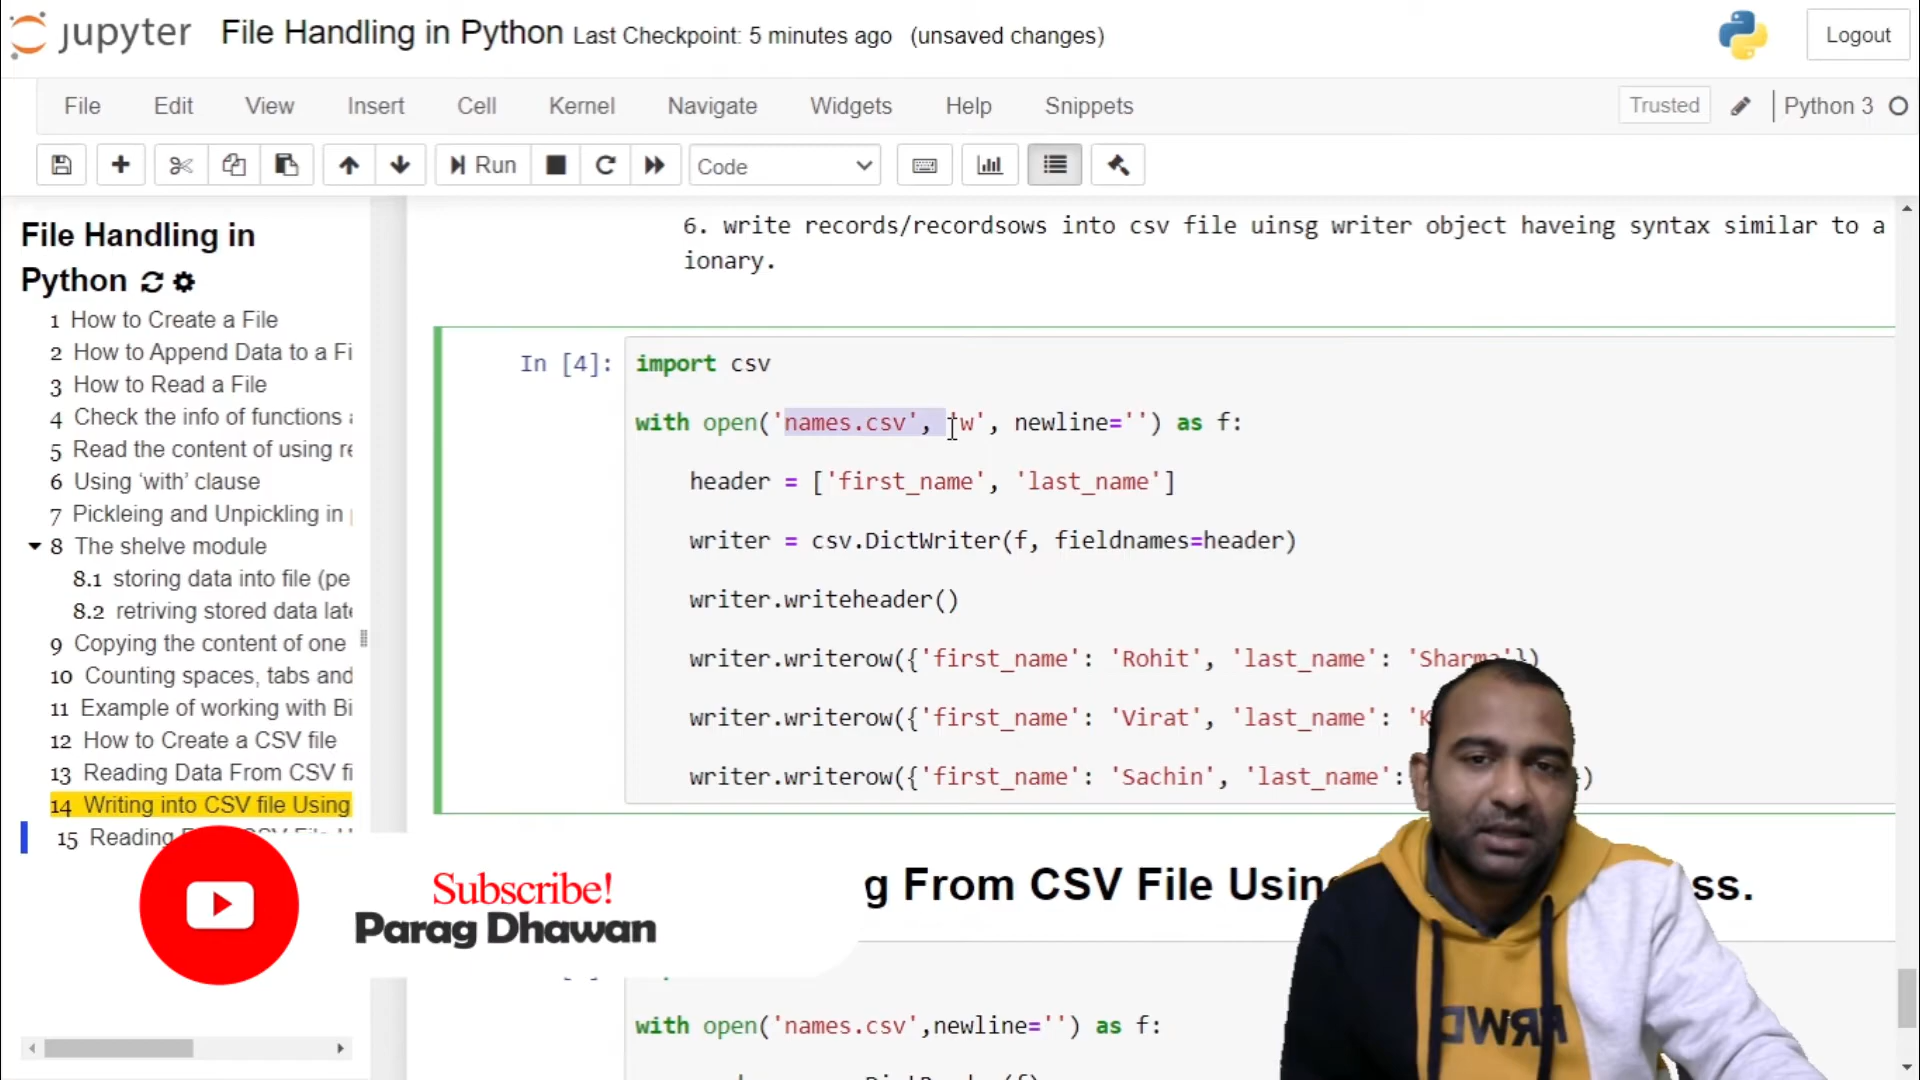 jupyter File Handling in Python Last Checkpoint: 5 minutes ago (unsaved changes) Logout
File Edit View Insert Cell Kernel Navigate Widgets Help Snippets Trusted Python 3
Run Code
File Handling in
Python
1 How to Create a File
2 How to Append Data to a Fi
3 How to Read a File
4 Check the info of functions
5 Read the content of using re
6 Using ‘with’ clause
7 Pickleing and Unpickling in
8 The shelve module
8.1 storing data into file (pe
8.2 retriving stored data late
9 Copying the content of one
10 Counting spaces, tabs and
11 Example of working with Bi
12 How to Create a CSV file
13 Reading Data From CSV fi
14 Writing into CSV file Using
15 Reading
6. write records/recordsows into csv file uinsg writer object haveing syntax similar to a
ionary.
In [4]:
import csv
with open('names.csv', 'w', newline='') as f:
header = ['first_name', 'last_name']
writer = csv.DictWriter(f, fieldnames=header)
writer.writeheader()
writer.writerow({'first_name': 'Rohit', 'last_name': 'Sharma'})
writer.writerow({'first_name': 'Virat', 'last_name': 'K
writer.writerow({'first_name': 'Sachin', 'last_name': })
g From CSV File Usin ss.
with open('names.csv',newline='') as f:
Subscribe!
Parag Dhawan